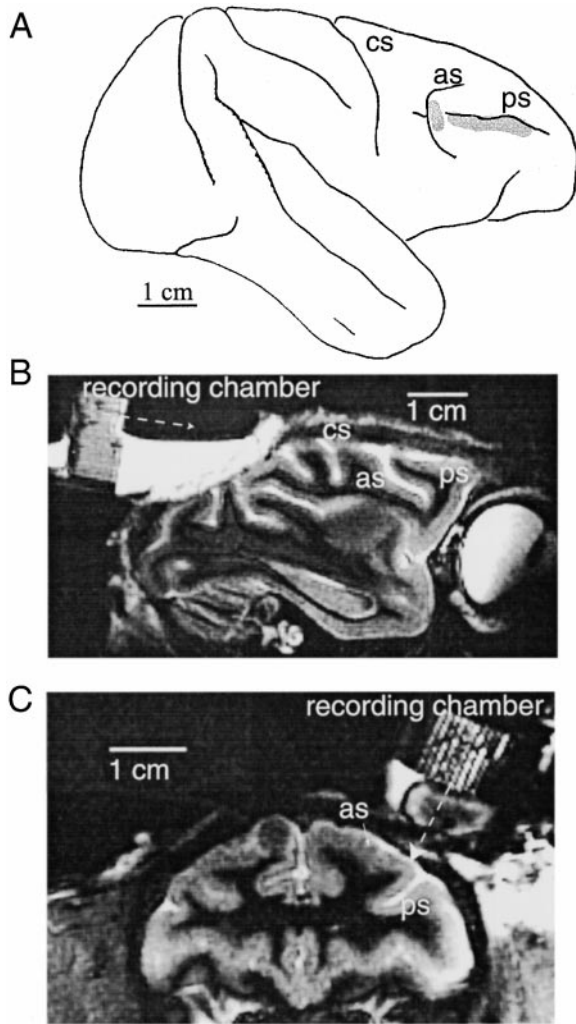 A
cs
as
ps
1 cm
B
recording chamber
1 cm
cs
as
ps
C
recording chamber
1 cm
as
ps